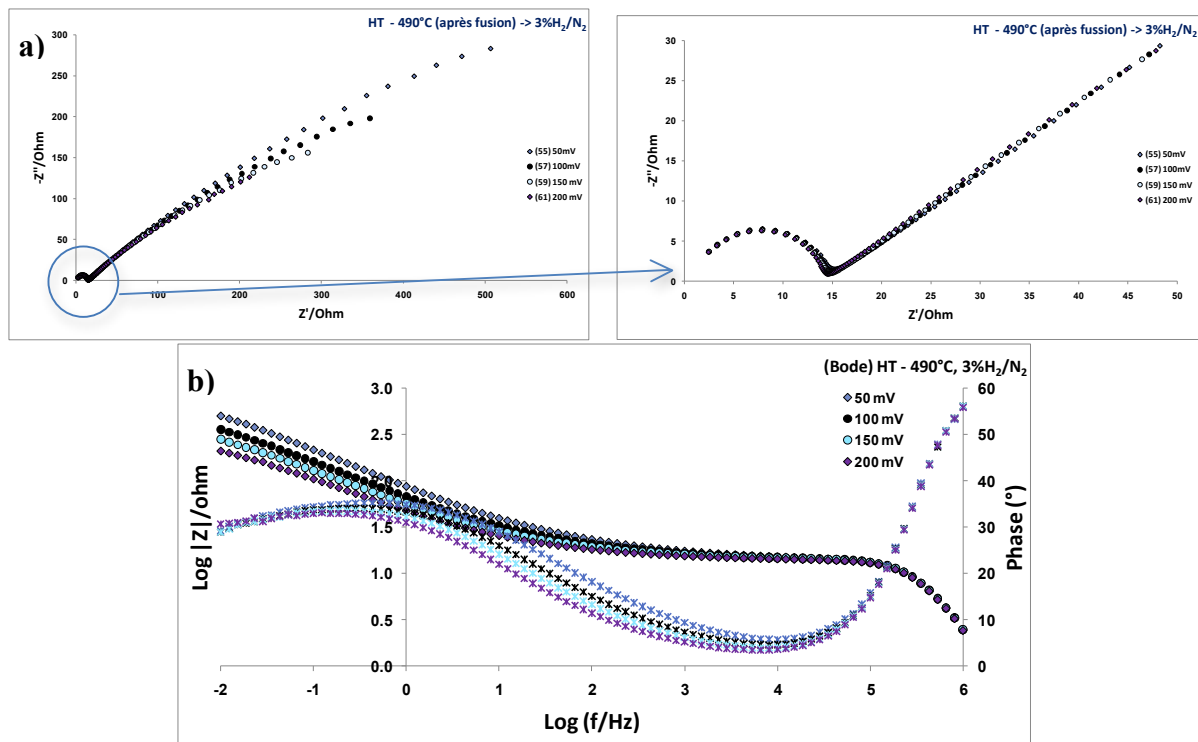 a)
HT - 490°C (après fusion) -> 3%H₂/N₂
300
250
200
150
100
50
0
-Z''/Ohm
0 100 200 300 400 500 600
Z'/Ohm
(55) 50mV
(57) 100mV
(59) 150 mV
(61) 200 mV
HT - 490°C (après fussion) -> 3%H₂/N₂
30
25
20
15
10
5
0
-Z''/Ohm
0 5 10 15 20 25 30 35 40 45 50
Z'/Ohm
(55) 50mV
(57) 100mV
(59) 150 mV
(61) 200 mV
b)
(Bode) HT - 490°C, 3%H₂/N₂
3.0
2.5
2.0
1.5
1.0
0.5
0.0
Log |Z|/ohm
50 mV
100 mV
150 mV
200 mV
60
50
40
30
20
10
0
Phase (°)
-2 -1 0 1 2 3 4 5 6
Log (f/Hz)